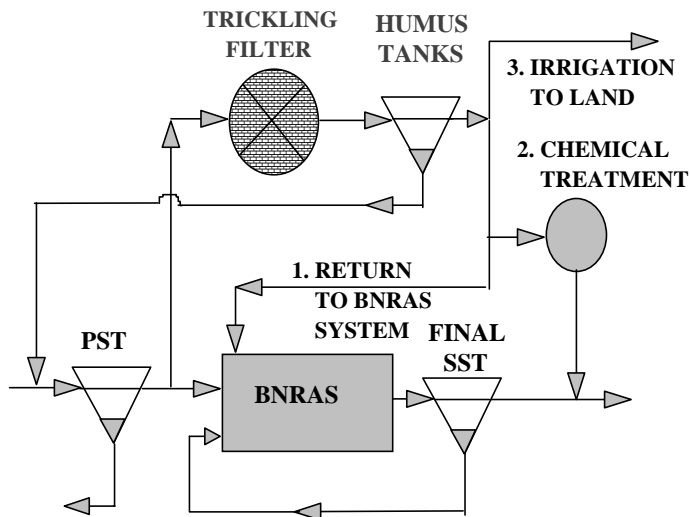 TRICKLING
FILTER
HUMUS
TANKS
3. IRRIGATION
TO LAND
2. CHEMICAL
TREATMENT
1. RETURN
TO BNRAS
SYSTEM
PST
FINAL
SST
BNRAS